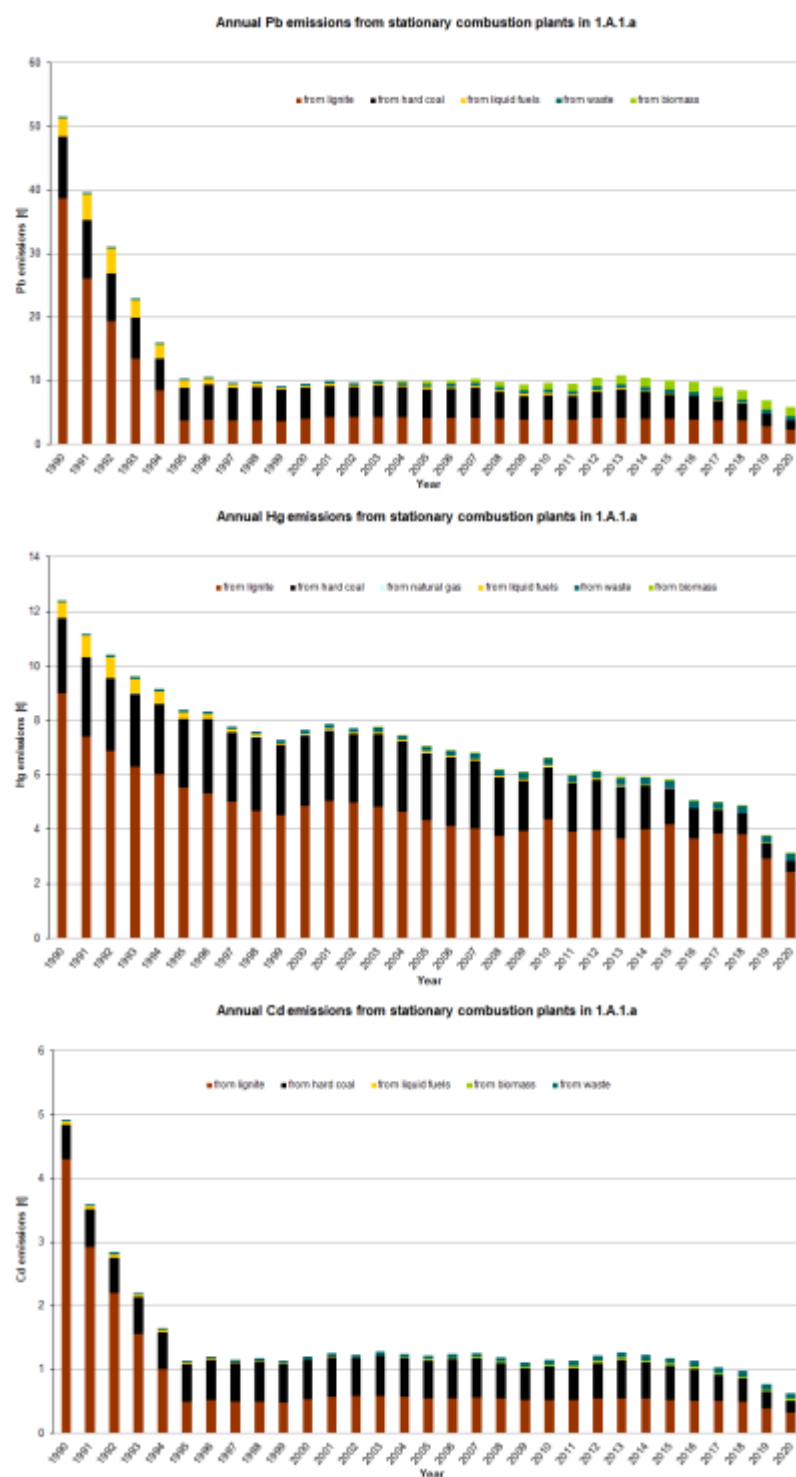 Annual Pb emissions from stationary combustion plants in 1.A.1.a
60
from lignite from hard coal from liquid fuels from waste from biomass
50
40
30
20
10
0
Pb emissions [t]
1990 1991 1992 1993 1994 1995 1996 1997 1998 1999 2000 2001 2002 2003 2004 2005 2006 2007 2008 2009 2010 2011 2012 2013 2014 2015 2016 2017 2018 2019 2020
Year
Annual Hg emissions from stationary combustion plants in 1.A.1.a
14
from lignite from hard coal from natural gas from liquid fuels from waste from biomass
12
10
8
6
4
2
0
Hg emissions [t]
1990 1991 1992 1993 1994 1995 1996 1997 1998 1999 2000 2001 2002 2003 2004 2005 2006 2007 2008 2009 2010 2011 2012 2013 2014 2015 2016 2017 2018 2019 2020
Year
Annual Cd emissions from stationary combustion plants in 1.A.1.a
6
from lignite from hard coal from liquid fuels from biomass from waste
5
4
3
2
1
0
Cd emissions [t]
1990 1991 1992 1993 1994 1995 1996 1997 1998 1999 2000 2001 2002 2003 2004 2005 2006 2007 2008 2009 2010 2011 2012 2013 2014 2015 2016 2017 2018 2019 2020
Year